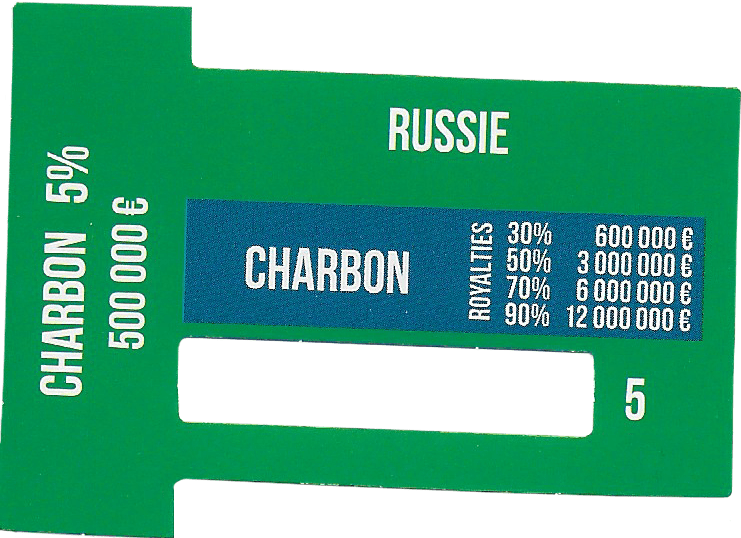 CHARBON 5%
500 000 €
RUSSIE
CHARBON
ROYALTIES
30% 600 000 €
50% 3 000 000 €
70% 6 000 000 €
90% 12 000 000 €
5